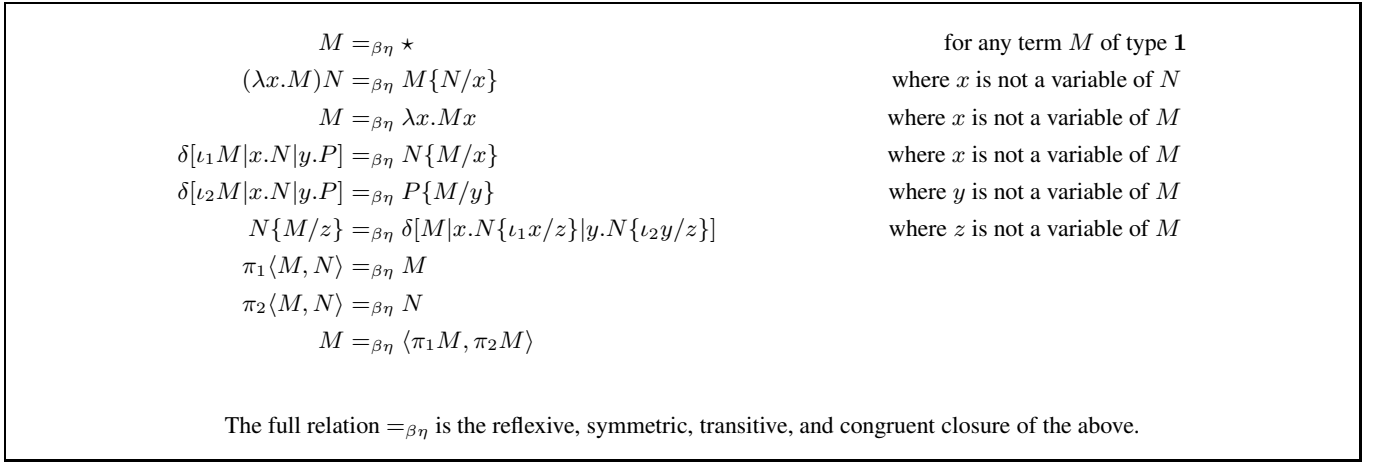 M =βη ⋆ for any term M of type 1
(λx.M)N =βη M{N/x} where x is not a variable of N
M =βη λx.Mx where x is not a variable of M
δ[ι₁M|x.N|y.P] =βη N{M/x} where x is not a variable of M
δ[ι₂M|x.N|y.P] =βη P{M/y} where y is not a variable of M
N{M/z} =βη δ[M|x.N{ι₁x/z}|y.N{ι₂y/z}] where z is not a variable of M
π₁⟨M, N⟩ =βη M
π₂⟨M, N⟩ =βη N
M =βη ⟨π₁M, π₂M⟩
The full relation =βη is the reflexive, symmetric, transitive, and congruent closure of the above.